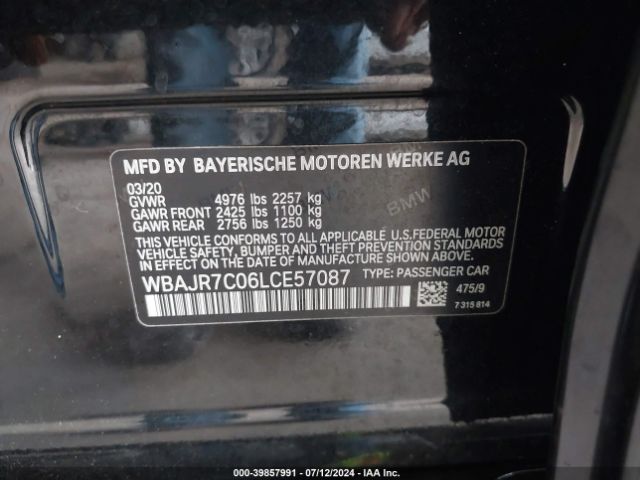 MFD BY BAYERISCHE MOTOREN WERKE AG
03/20
GVWR 4976 lbs 2257 kg
GAWR FRONT 2425 lbs 1100 kg
GAWR REAR 2756 lbs 1250 kg
THIS VEHICLE CONFORMS TO ALL APPLICABLE U.S.FEDERAL MOTOR
VEHICLE SAFETY, BUMPER, AND THEFT PREVENTION STANDARDS
IN EFFECT ON THE DATE OF MANUFACTURE SHOWN ABOVE.
WBAJR7C06LCE57087 TYPE: PASSENGER CAR
475/9
7 315 814
BMW
000-39857991 - 07/12/2024 - IAA Inc.